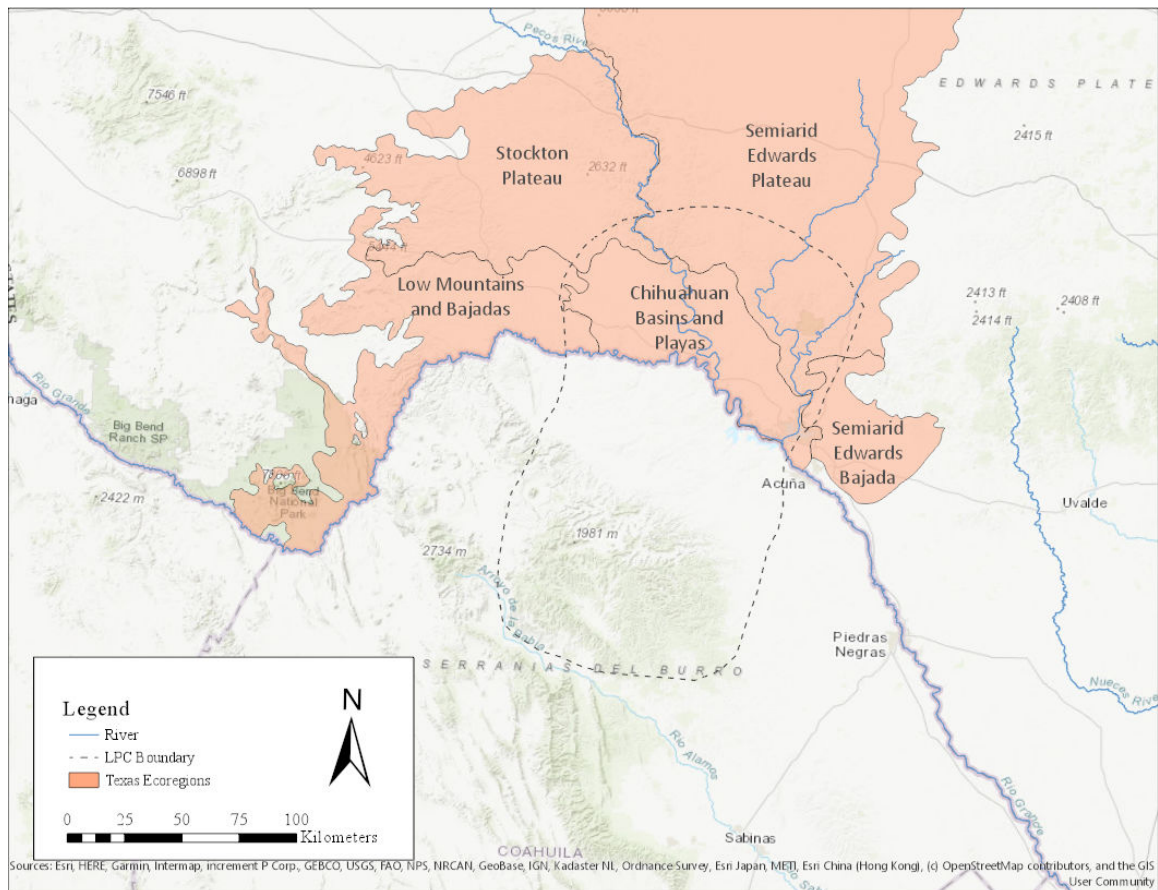 Pecos River
EDWARDS PLATE
7546 ft
2415 ft
Semiarid
Edwards
Plateau
Stockton
Plateau
4623 ft
2632 ft
6898 ft
Low Mountains
and Bajadas
Chihuahuan
Basins and
Playas
2413 ft
2408 ft
2414 ft
Rio Grande
naga
Big Bend
Ranch SP
Semiarid
Edwards
Bajada
Big Bend
National
Park
Acuña
2422 m
Uvalde
1981 m
2734 m
Arroyo de la Babia
Piedras
Negras
SERRANIAS DEL BURRO
Nueces River
Legend
River
LPC Boundary
Texas Ecoregions
N
0 25 50 75 100
Kilometers
Rio Alamos
Rio Grande
Sabinas
COAHUILA
Sources: Esri, HERE, Garmin, Intermap, increment P Corp., GEBCO, USGS, FAO, NPS, NRCAN, GeoBase, IGN, Kadaster NL, Ordnance Survey, Esri Japan, METI, Esri China (Hong Kong), (c) OpenStreetMap contributors, and the GIS
User Community